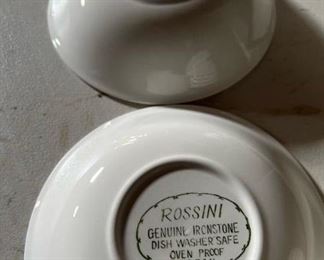 ROSSINI
GENUINE IRONSTONE
DISH WASHER SAFE
OVEN PROOF